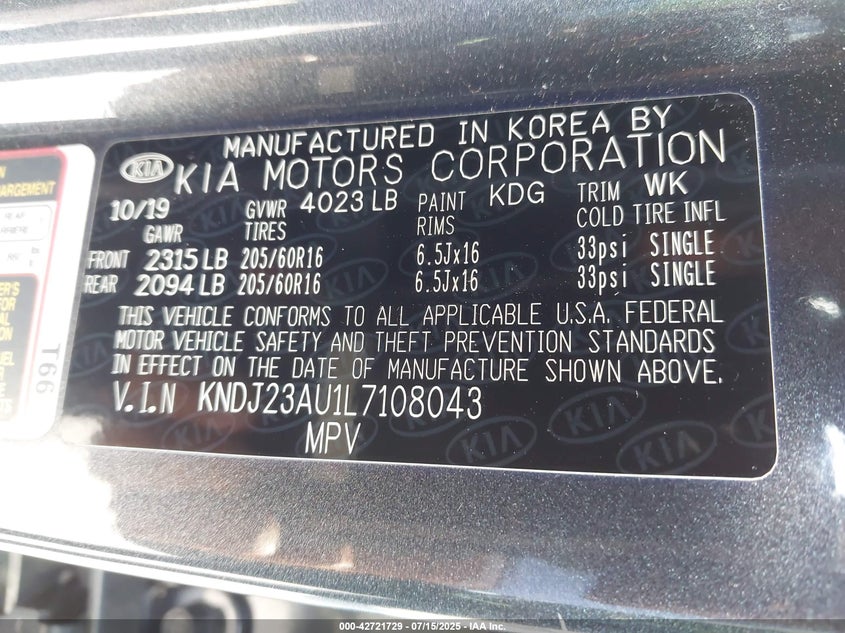 MANUFACTURED IN KOREA BY
KIA KIA MOTORS CORPORATION
10/19 GVWR 4023 LB PAINT KDG TRIM WK
GAWR TIRES RIMS COLD TIRE INFL
FRONT 2315 LB 205/60R16 6.5Jx16 33psi SINGLE
REAR 2094 LB 205/60R16 6.5Jx16 33psi SINGLE
THIS VEHICLE CONFORMS TO ALL APPLICABLE U.S.A. FEDERAL
MOTOR VEHICLE SAFETY AND THEFT PREVENTION STANDARDS
IN EFFECT ON THE DATE OF MANUFACTURE SHOWN ABOVE.
V.I.N KNDJ23AU1L7108043
MPV
T66
000-42721729 - 07/15/2025 - IAA Inc.